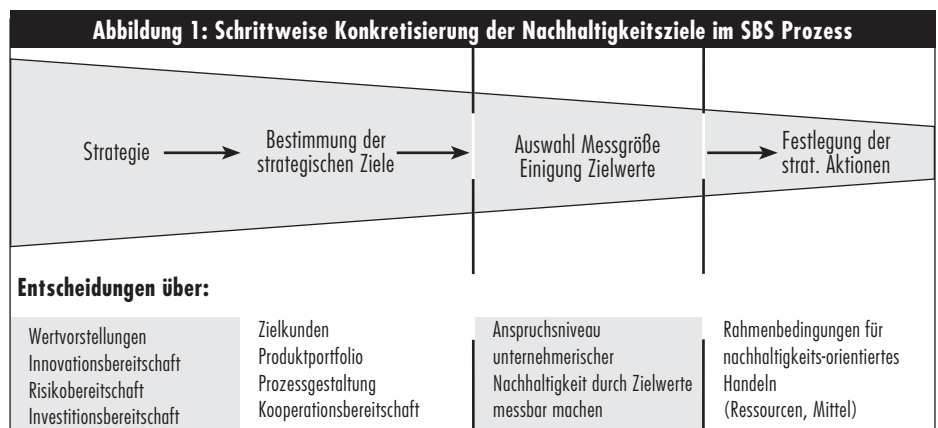 Abbildung 1: Schrittweise Konkretisierung der Nachhaltigkeitsziele im SBS Prozess
Strategie
Bestimmung der
strategischen Ziele
Auswahl Messgröße
Einigung Zielwerte
Festlegung der
strat. Aktionen
Entscheidungen über:
Wertvorstellungen
Innovationsbereitschaft
Risikobereitschaft
Investitionsbereitschaft
Zielkunden
Produktportfolio
Prozessgestaltung
Kooperationsbereitschaft
Anspruchsniveau
unternehmerischer
Nachhaltigkeit durch Zielwerte
messbar machen
Rahmenbedingungen für
nachhaltigkeits-orientiertes
Handeln
(Ressourcen, Mittel)